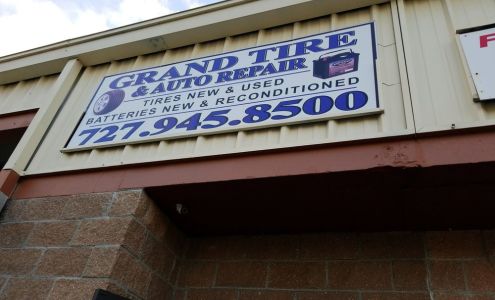 GRAND TIRE
& AUTO REPAIR
TIRES NEW & USED
BATTERIES NEW & RECONDITIONED
727.945.8500